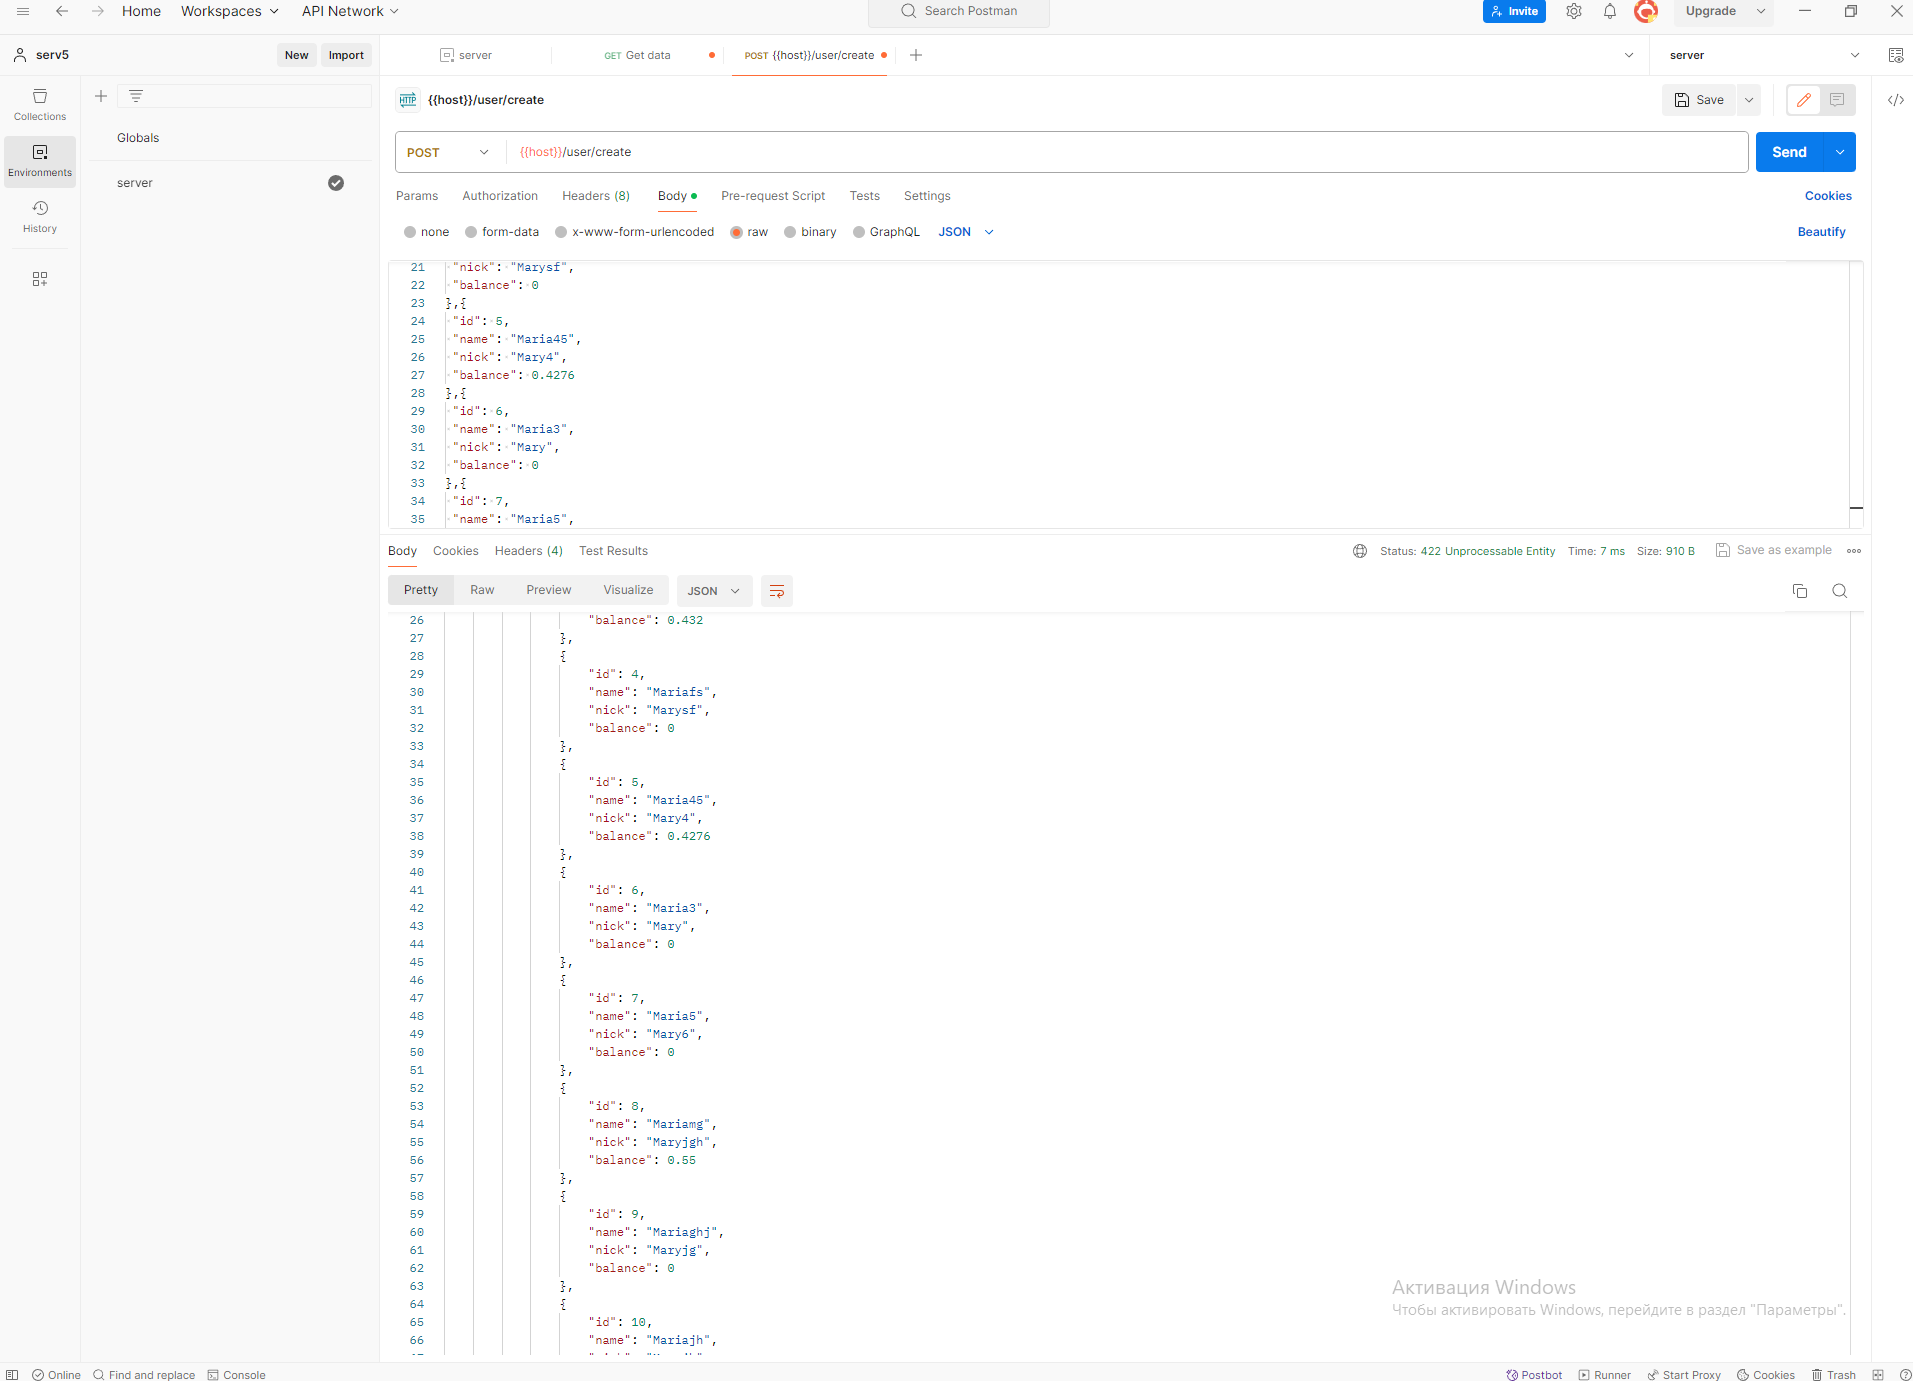 Home Workspaces API Network Search Postman Invite Upgrade
serv5 New Import server GET Get data POST {{host}}/user/create server
Collections
Environments
History
Globals
server
HTTP {{host}}/user/create Save
POST {{host}}/user/create Send
Params Authorization Headers (8) Body Pre-request Script Tests Settings Cookies
none form-data x-www-form-urlencoded raw binary GraphQL JSON Beautify
21 "nick": "Marysf",
22 "balance": 0
23 },{
24 "id": 5,
25 "name": "Maria45",
26 "nick": "Mary4",
27 "balance": 0.4276
28 },{
29 "id": 6,
30 "name": "Maria3",
31 "nick": "Mary",
32 "balance": 0
33 },{
34 "id": 7,
35 "name": "Maria5",
Body Cookies Headers (4) Test Results Status: 422 Unprocessable Entity Time: 7 ms Size: 910 B Save as example
Pretty Raw Preview Visualize JSON
26 "balance": 0.432
27 },
28 {
29 "id": 4,
30 "name": "Mariafs",
31 "nick": "Marysf",
32 "balance": 0
33 },
34 {
35 "id": 5,
36 "name": "Maria45",
37 "nick": "Mary4",
38 "balance": 0.4276
39 },
40 {
41 "id": 6,
42 "name": "Maria3",
43 "nick": "Mary",
44 "balance": 0
45 },
46 {
47 "id": 7,
48 "name": "Maria5",
49 "nick": "Mary6",
50 "balance": 0
51 },
52 {
53 "id": 8,
54 "name": "Mariamg",
55 "nick": "Maryjgh",
56 "balance": 0.55
57 },
58 {
59 "id": 9,
60 "name": "Mariaghj",
61 "nick": "Maryjg",
62 "balance": 0
63 },
64 {
65 "id": 10,
66 "name": "Mariajh",
Активация Windows
Чтобы активировать Windows, перейдите в раздел "Параметры".
Online Find and replace Console Postbot Runner Start Proxy Cookies Trash